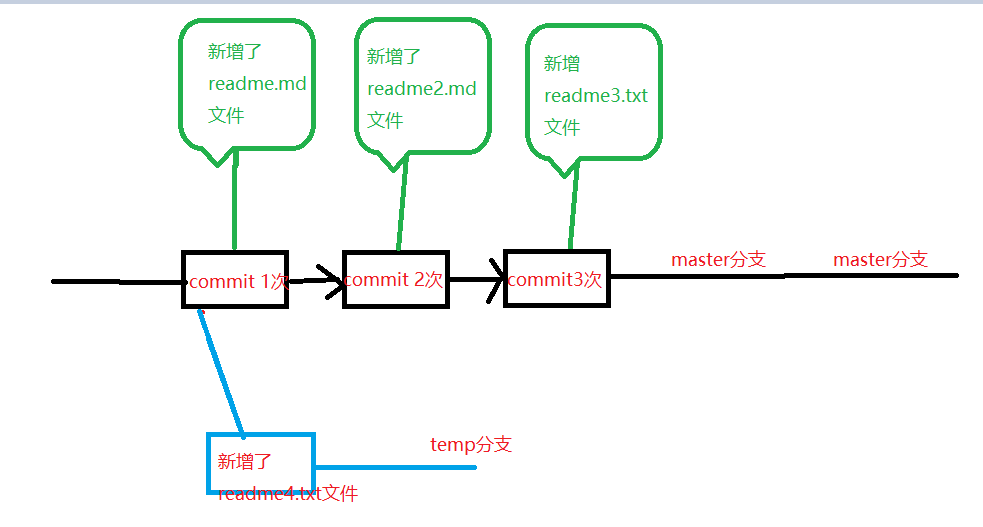 新增了
readme.md
文件
新增了
readme2.md
文件
新增
readme3.txt
文件
commit 1次
commit 2次
commit3次
master分支
master分支
新增了
readme4.txt文件
temp分支